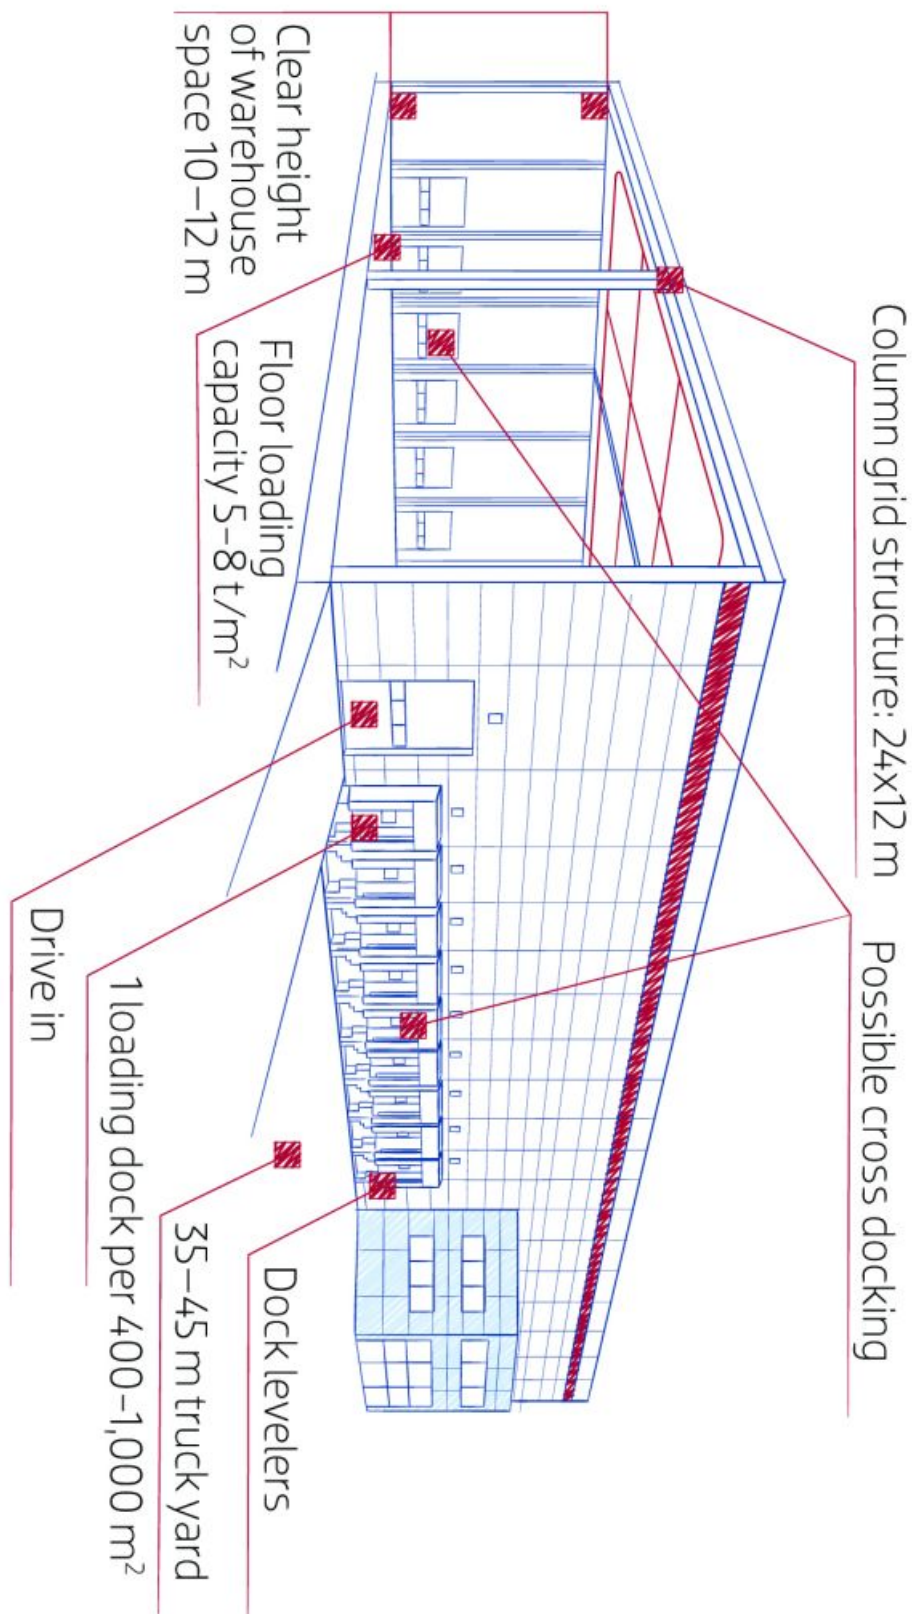 Column grid structure: 24x12 m
Possible cross docking
Clear height
of warehouse
space 10–12 m
Floor loading
capacity 5–8 t/m²
Drive in
1 loading dock per 400–1,000 m²
35–45 m truck yard
Dock levelers